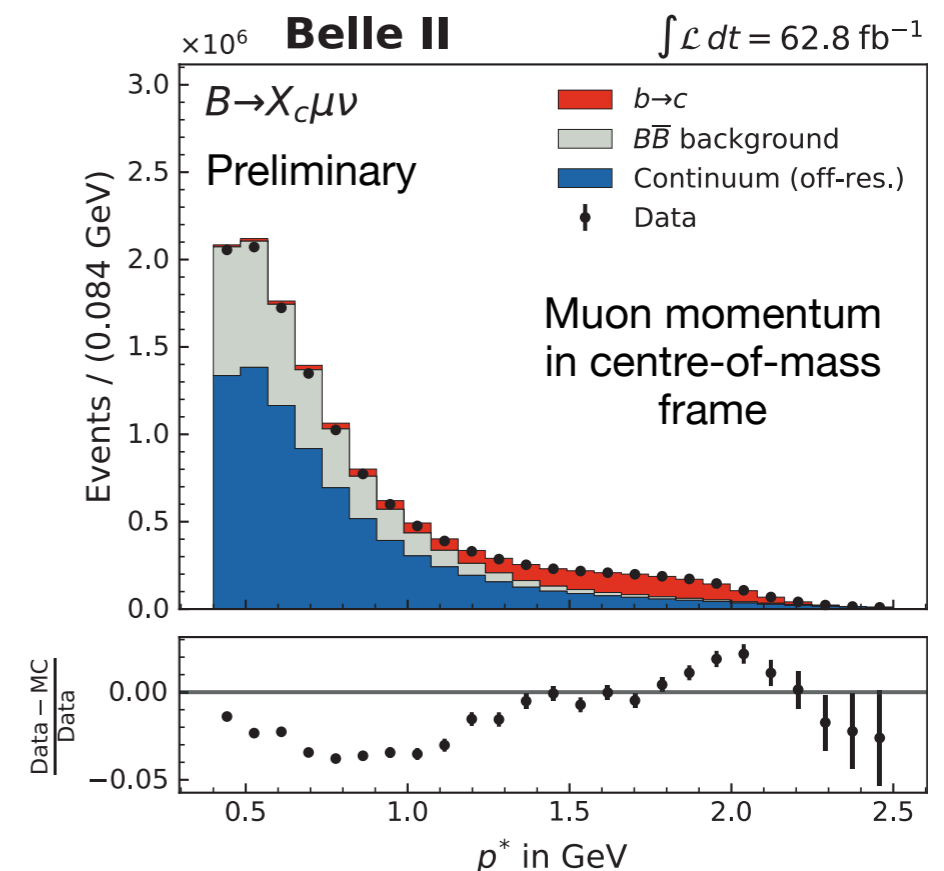 ×10⁶ Belle II ∫ℒ dt = 62.8 fb⁻¹
B→X_cμν
Preliminary
b→c
BB̅ background
Continuum (off-res.)
Data
Muon momentum
in centre-of-mass
frame
Events / (0.084 GeV)
3.0
2.5
2.0
1.5
1.0
0.5
0.0
Data − MC
Data
0.00
−0.05
0.5 1.0 1.5 2.0 2.5
p* in GeV